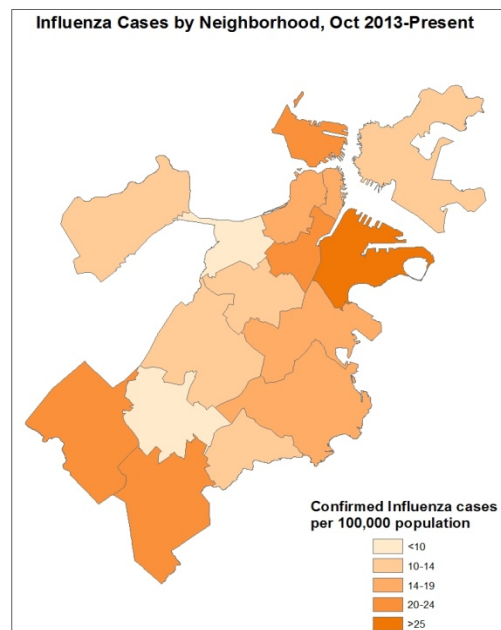 Influenza Cases by Neighborhood, Oct 2013-Present
Confirmed Influenza cases
per 100,000 population
<10
10-14
14-19
20-24
>25